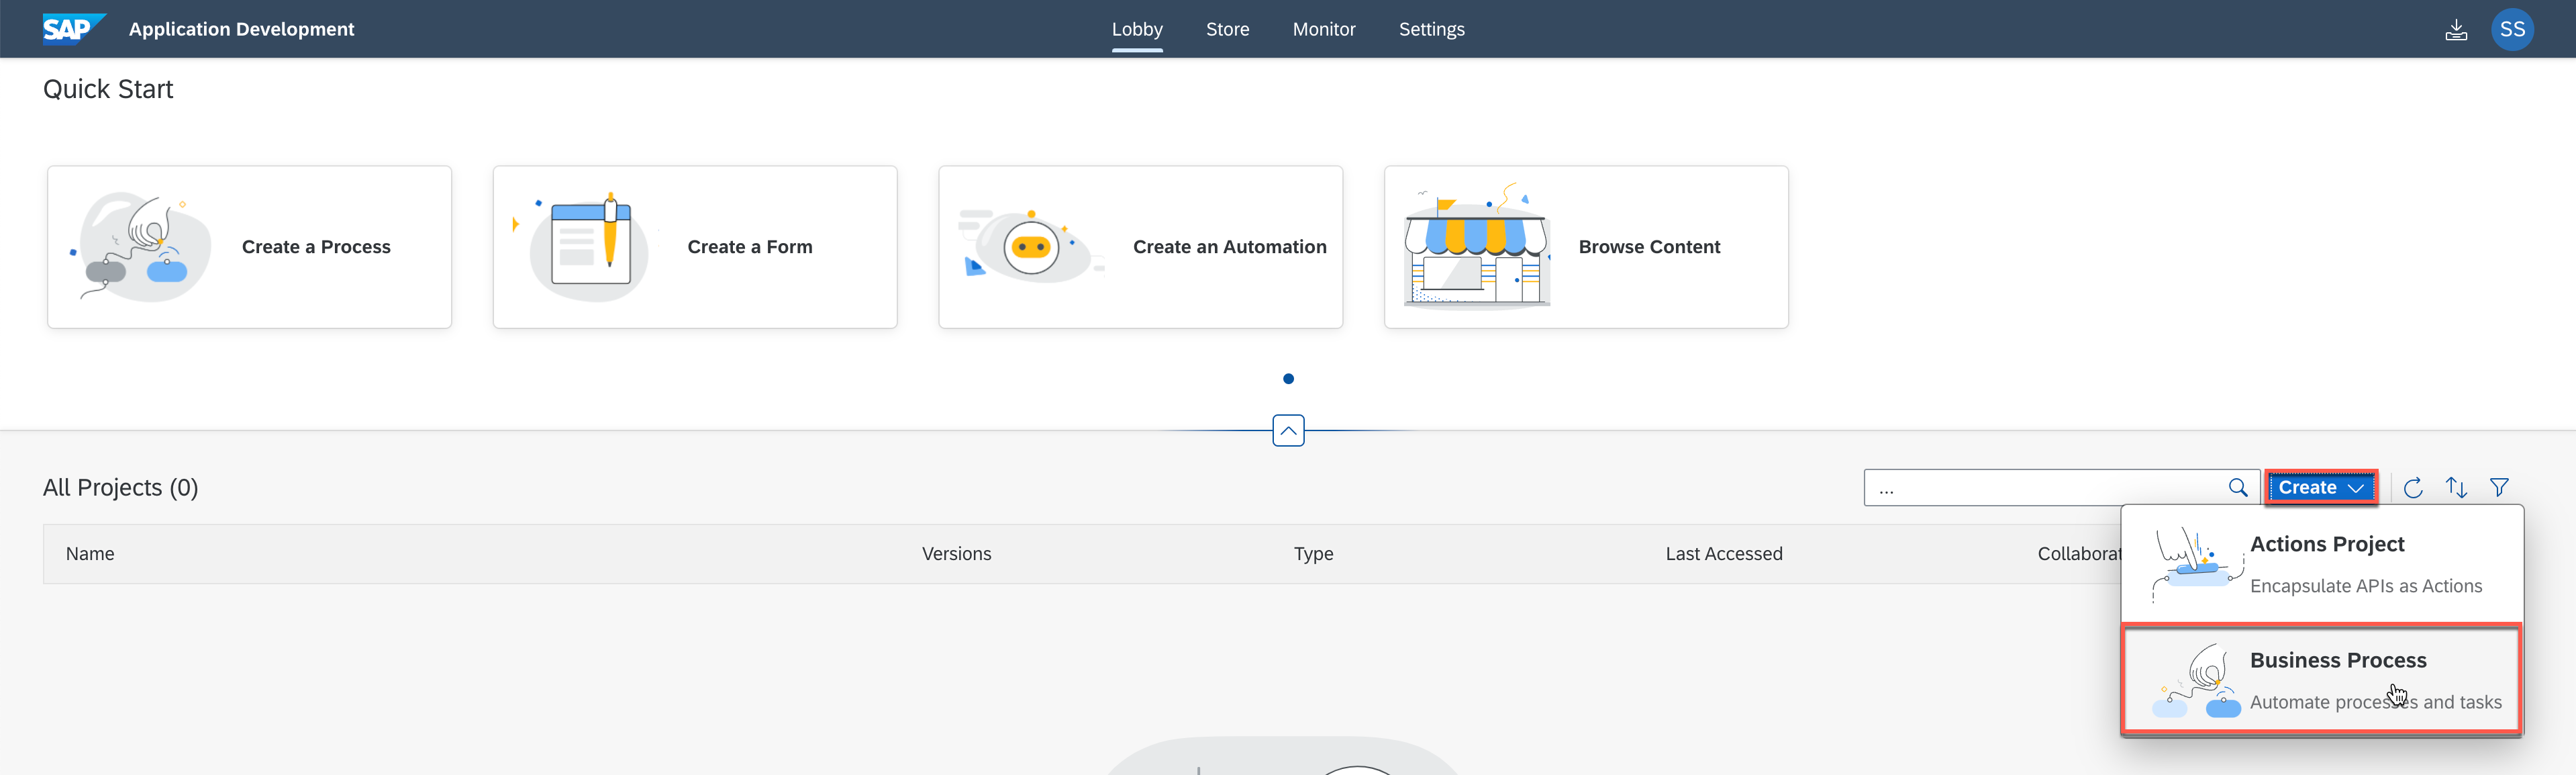 SAP Application Development
Lobby Store Monitor Settings
SS
Quick Start
Create a Process
Create a Form
Create an Automation
Browse Content
All Projects (0)
...
Create
Name Versions Type Last Accessed Collaborat
Actions Project
Encapsulate APIs as Actions
Business Process
Automate processes and tasks